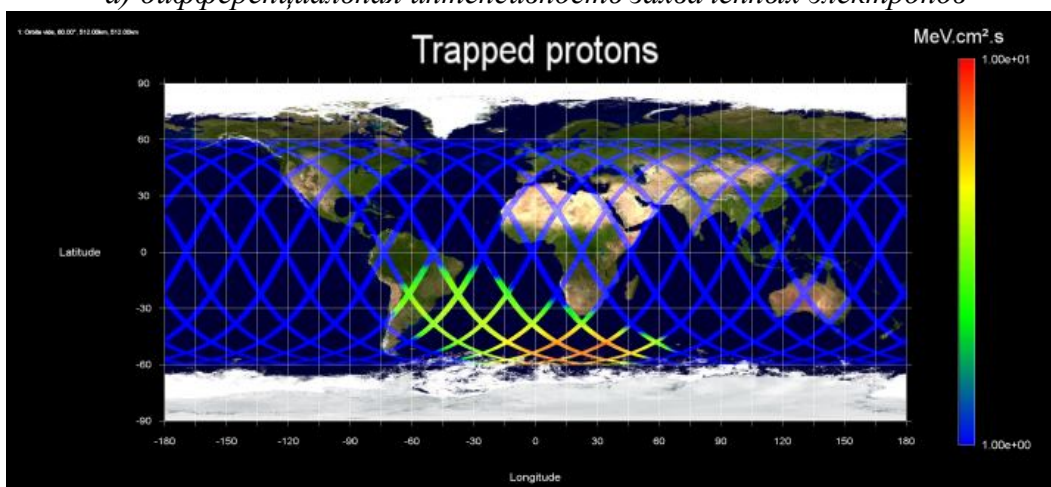 а) дифференциальная интенсивность захваченных электронов
1: Orbite vide, 60.00°, 512.00km, 512.00km
Trapped protons
MeV.cm².s
1.00e+01
90
60
30
Latitude
0
-30
-60
-90
1.00e+00
-180 -150 -120 -90 -60 -30 0 30 60 90 120 150 180
Longitude